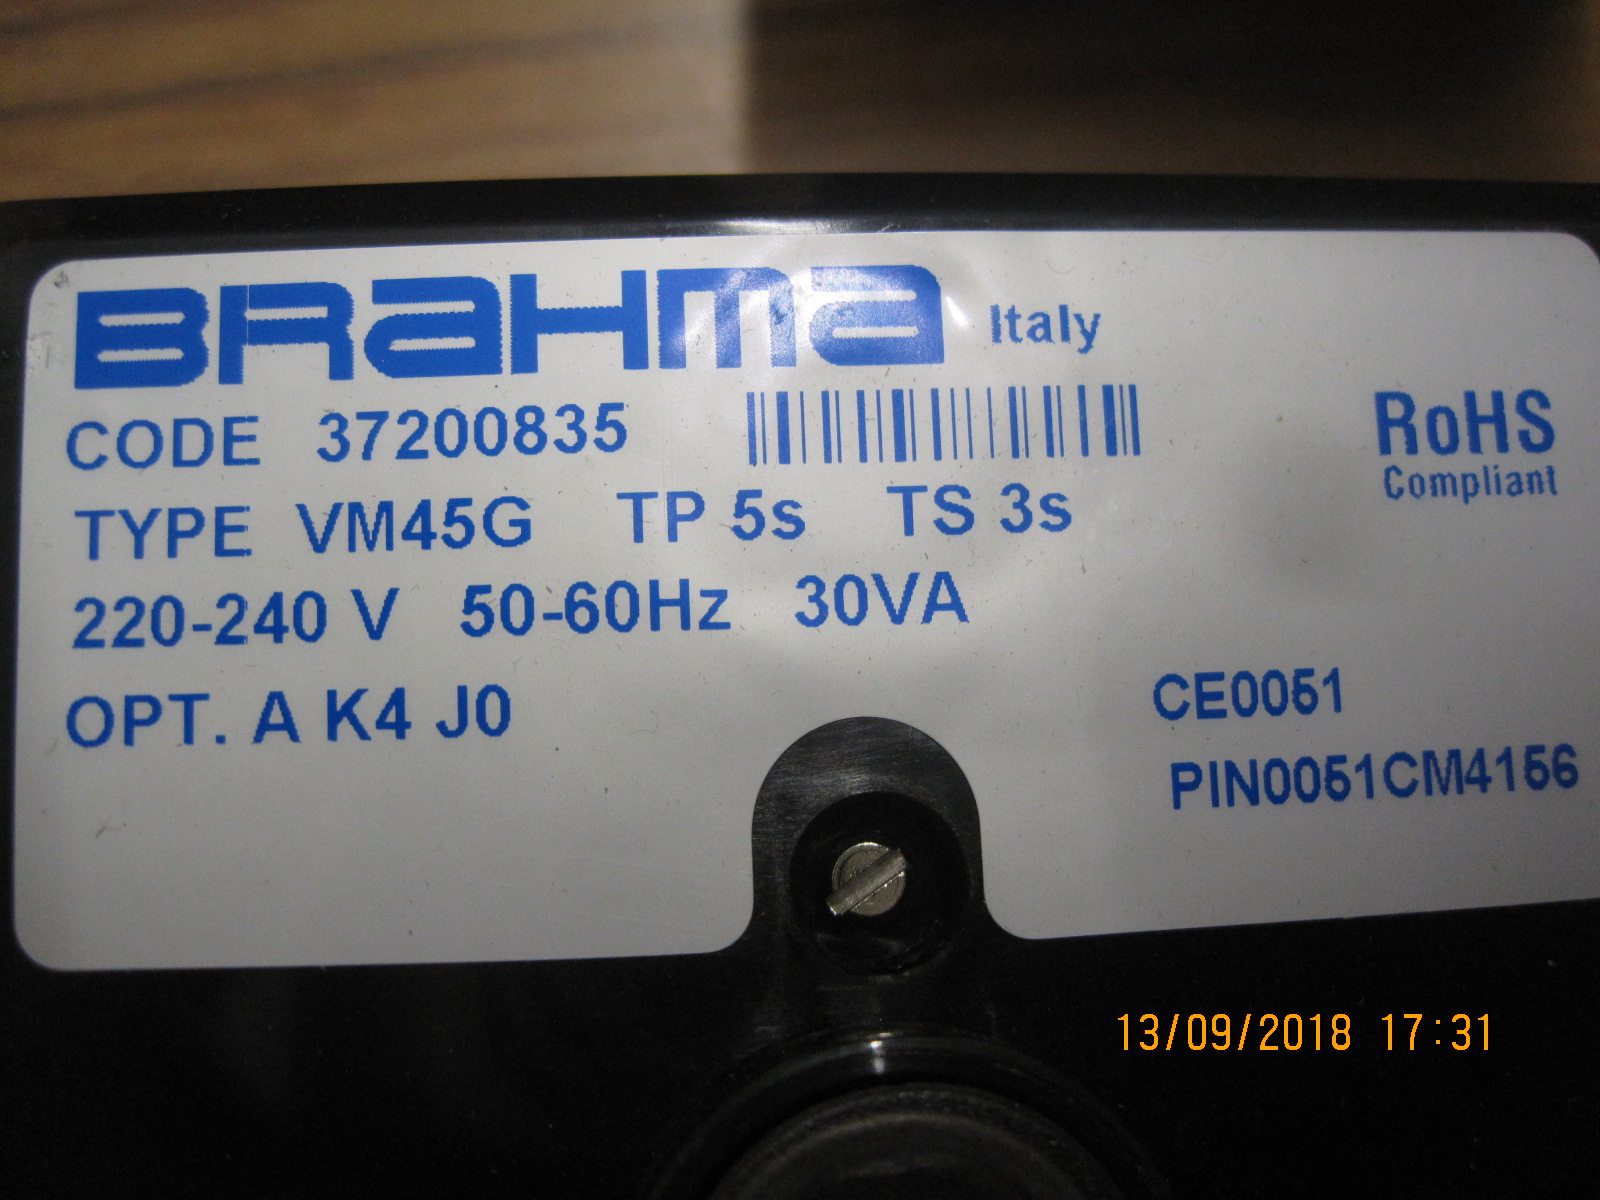 BRAHMA Italy
CODE 37200835
RoHS
Compliant
TYPE VM45G TP 5s TS 3s
220-240 V 50-60Hz 30VA
OPT. A K4 J0
CE0051
PIN0051CM4156
13/09/2018 17:31